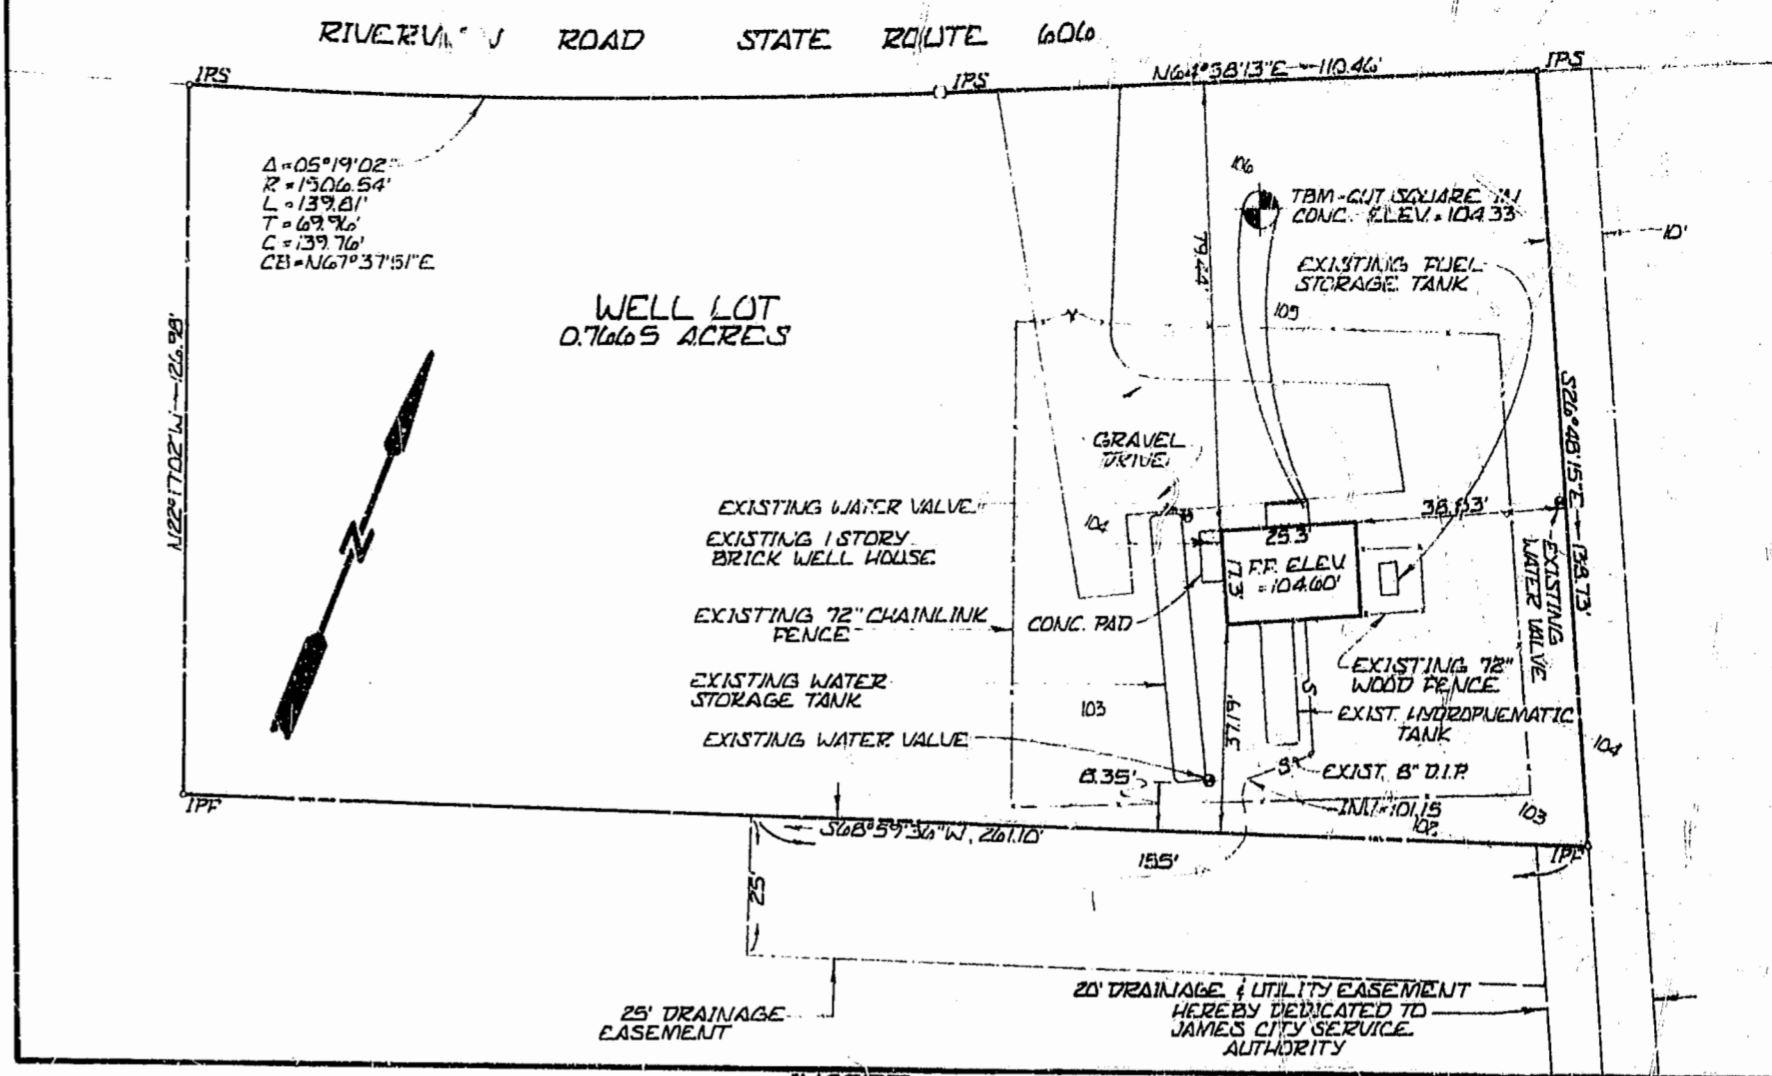 ROAD STATE ROUTE 606
IPS
IPS
N64°58'13"E 110.46'
IPS
Δ=05°19'02"
R=1506.54'
L=139.81'
T=69.96'
C=139.76'
CB=N67°37'51"E
106
TBM-CUT SQUARE IN
CONC. ELEV.=104.33
10'
79.44'
EXISTING FUEL
STORAGE TANK
WELL LOT
0.7665 ACRES
105
N22°17'02"W—126.98'
S26°48'15"E—138.73'
N
GRAVEL
DRIVE
EXISTING WATER VALVE
104
38.83'
EXISTING 1 STORY
BRICK WELL HOUSE
25.3'
17.3'
F.F. ELEV.
=104.60'
EXISTING
WATER VALVE
EXISTING 72" CHAINLINK
FENCE
CONC. PAD
EXISTING 72"
WOOD FENCE
EXISTING WATER
STORAGE TANK
103
S
37.19'
EXIST. HYDROPNEMATIC
TANK
104
EXISTING WATER VALVE
8.35'
S
EXIST. 8" D.I.P.
INV.=101.15
102
103
S68°59'36"W, 261.10'
IPF
IPF
155'
25'
25' DRAINAGE
EASEMENT
20' DRAINAGE & UTILITY EASEMENT
HEREBY DEDICATED TO
JAMES CITY SERVICE
AUTHORITY